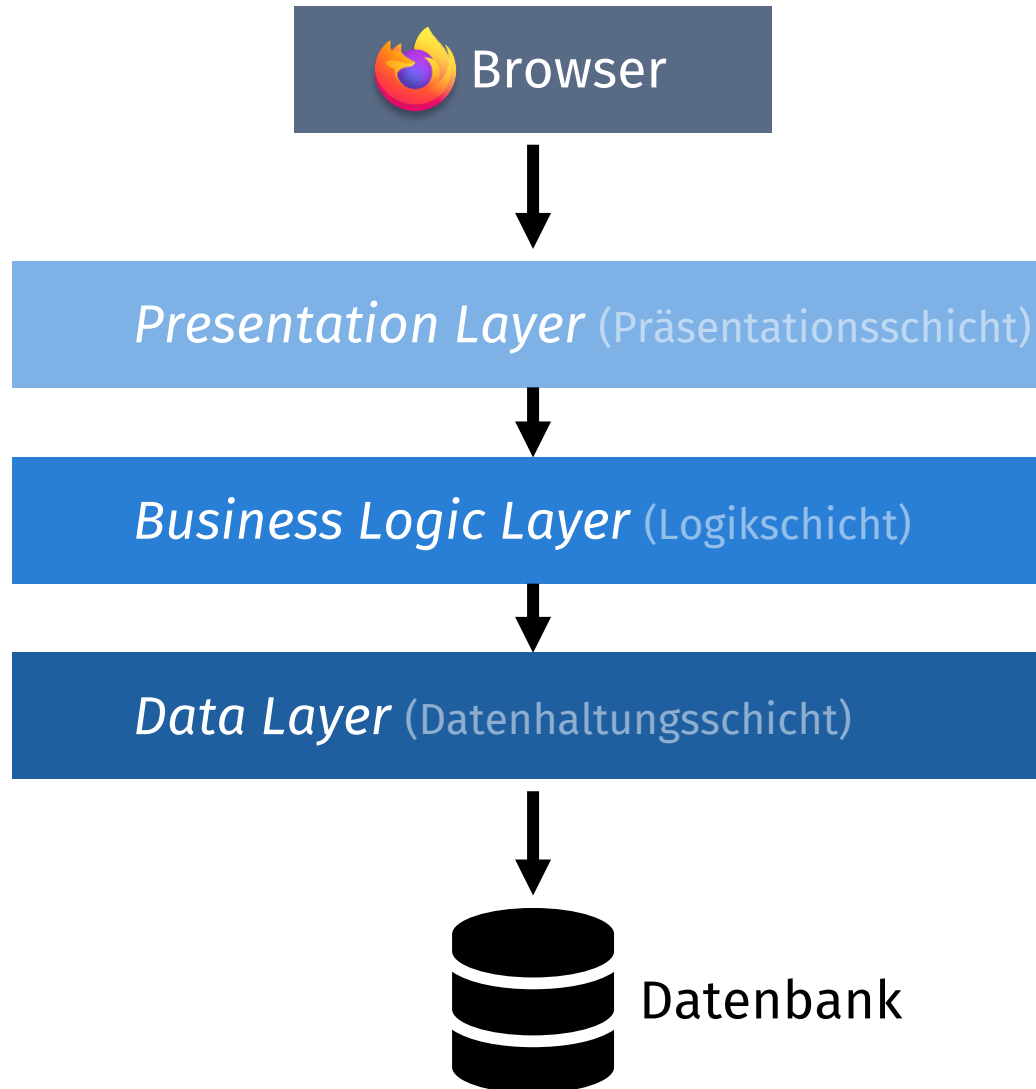 Browser
Presentation Layer (Präsentationsschicht)
Business Logic Layer (Logikschicht)
Data Layer (Datenhaltungsschicht)
Datenbank